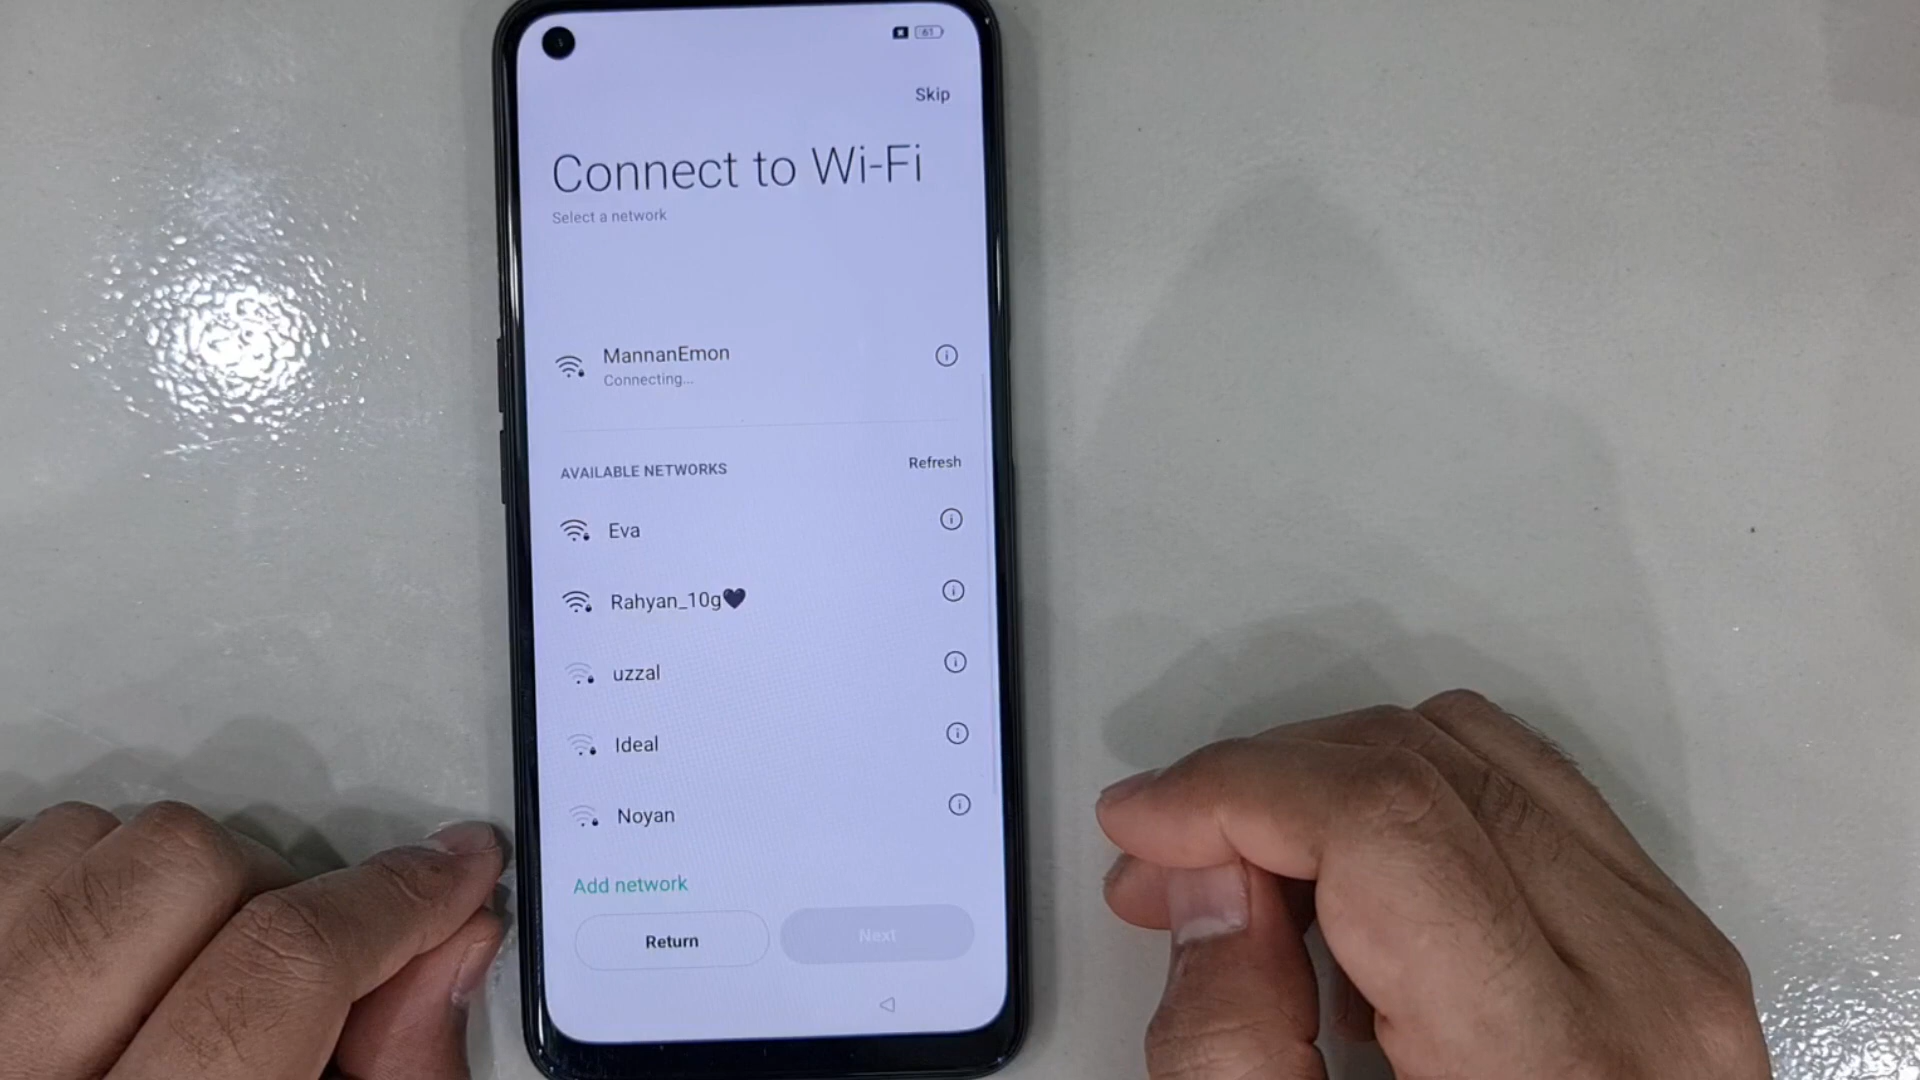 61
Skip
Connect to Wi-Fi
Select a network
MannanEmon
Connecting...
AVAILABLE NETWORKS Refresh
Eva
Rahyan_10g🖤
uzzal
Ideal
Noyan
Add network
Return Next